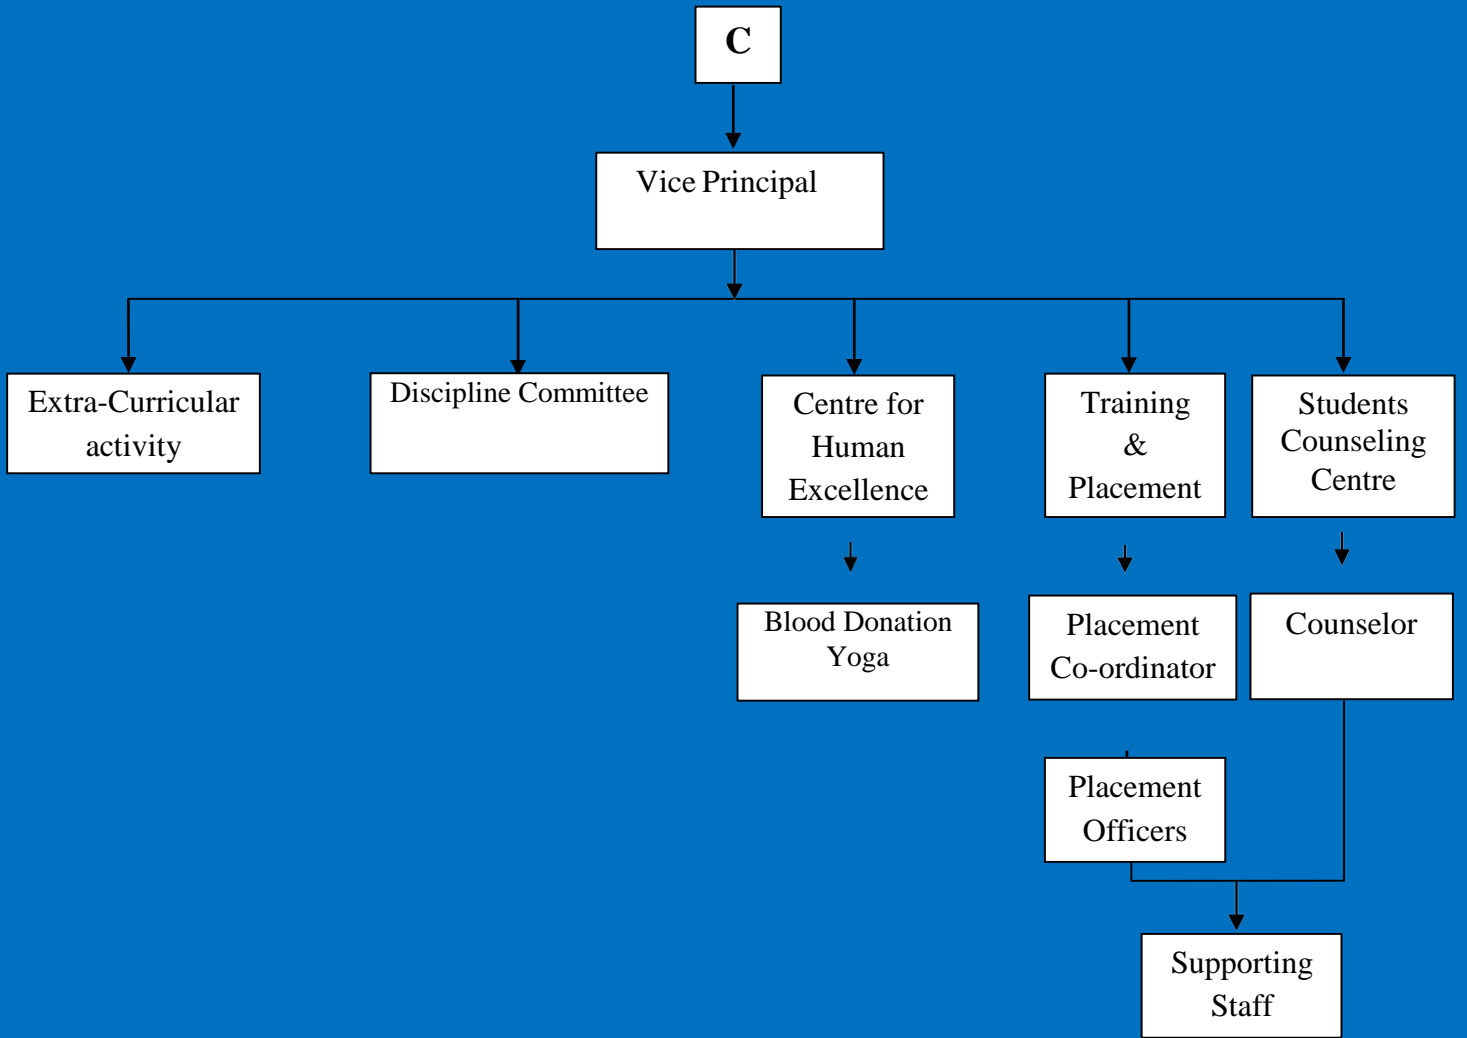 C
Vice Principal
Extra-Curricular
activity
Discipline Committee
Centre for
Human
Excellence
Training
&
Placement
Students
Counseling
Centre
Blood Donation
Yoga
Placement
Co-ordinator
Counselor
Placement
Officers
Supporting
Staff